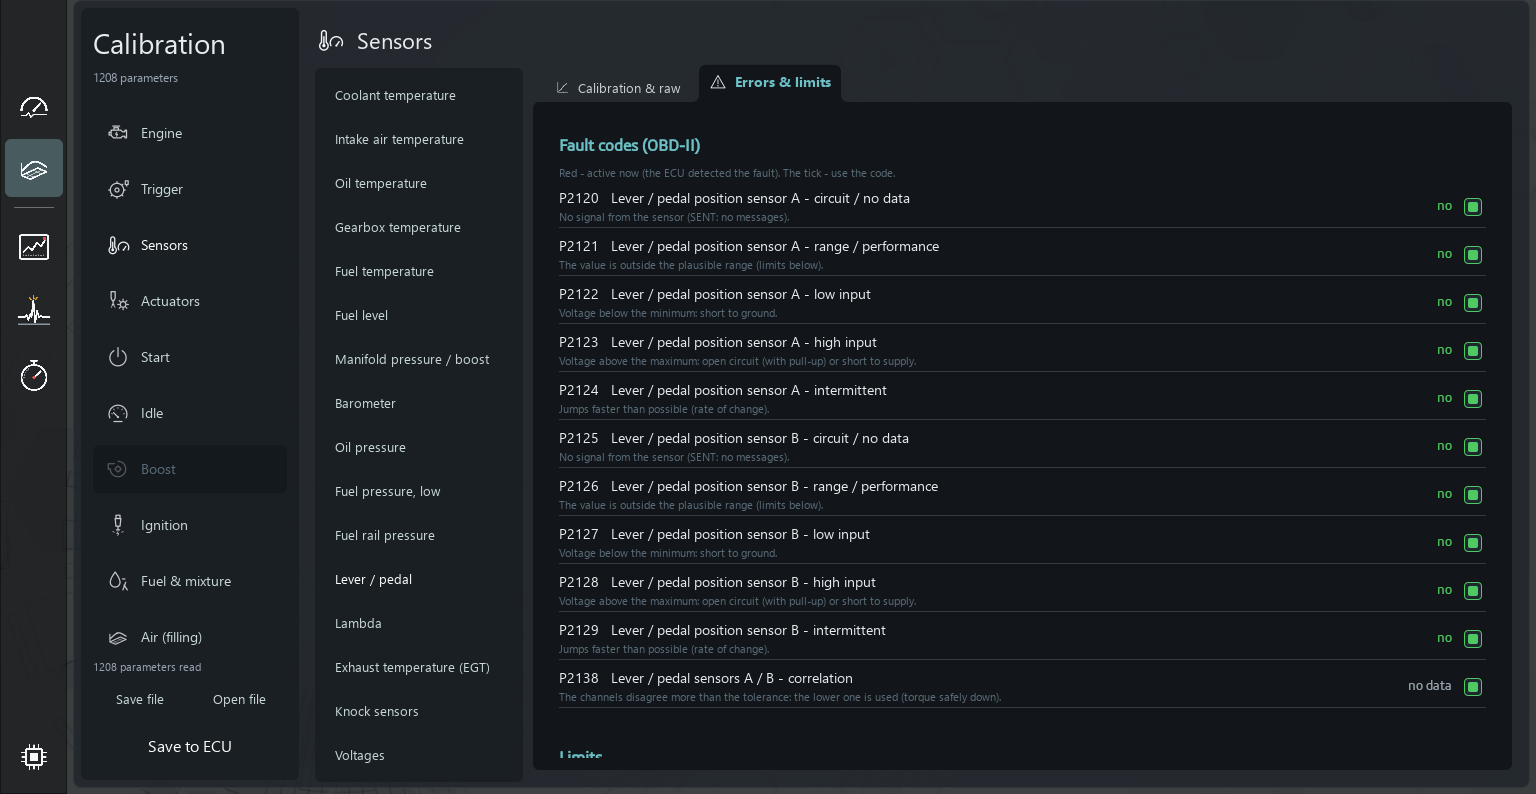 Calibration
1208 parameters
Engine
Trigger
Sensors
Actuators
Start
Idle
Boost
Ignition
Fuel & mixture
Air (filling)
1208 parameters read
Save file
Open file
Save to ECU
Sensors
Coolant temperature
Intake air temperature
Oil temperature
Gearbox temperature
Fuel temperature
Fuel level
Manifold pressure / boost
Barometer
Oil pressure
Fuel pressure, low
Fuel rail pressure
Lever / pedal
Lambda
Exhaust temperature (EGT)
Knock sensors
Voltages
Calibration & raw
Errors & limits
Fault codes (OBD-II)
Red - active now (the ECU detected the fault). The tick - use the code.
P2120 Lever / pedal position sensor A - circuit / no data
No signal from the sensor (SENT: no messages).
no
P2121 Lever / pedal position sensor A - range / performance
The value is outside the plausible range (limits below).
no
P2122 Lever / pedal position sensor A - low input
Voltage below the minimum: short to ground.
no
P2123 Lever / pedal position sensor A - high input
Voltage above the maximum: open circuit (with pull-up) or short to supply.
no
P2124 Lever / pedal position sensor A - intermittent
Jumps faster than possible (rate of change).
no
P2125 Lever / pedal position sensor B - circuit / no data
No signal from the sensor (SENT: no messages).
no
P2126 Lever / pedal position sensor B - range / performance
The value is outside the plausible range (limits below).
no
P2127 Lever / pedal position sensor B - low input
Voltage below the minimum: short to ground.
no
P2128 Lever / pedal position sensor B - high input
Voltage above the maximum: open circuit (with pull-up) or short to supply.
no
P2129 Lever / pedal position sensor B - intermittent
Jumps faster than possible (rate of change).
no
P2138 Lever / pedal sensors A / B - correlation
The channels disagree more than the tolerance: the lower one is used (torque safely down).
no data
Limits